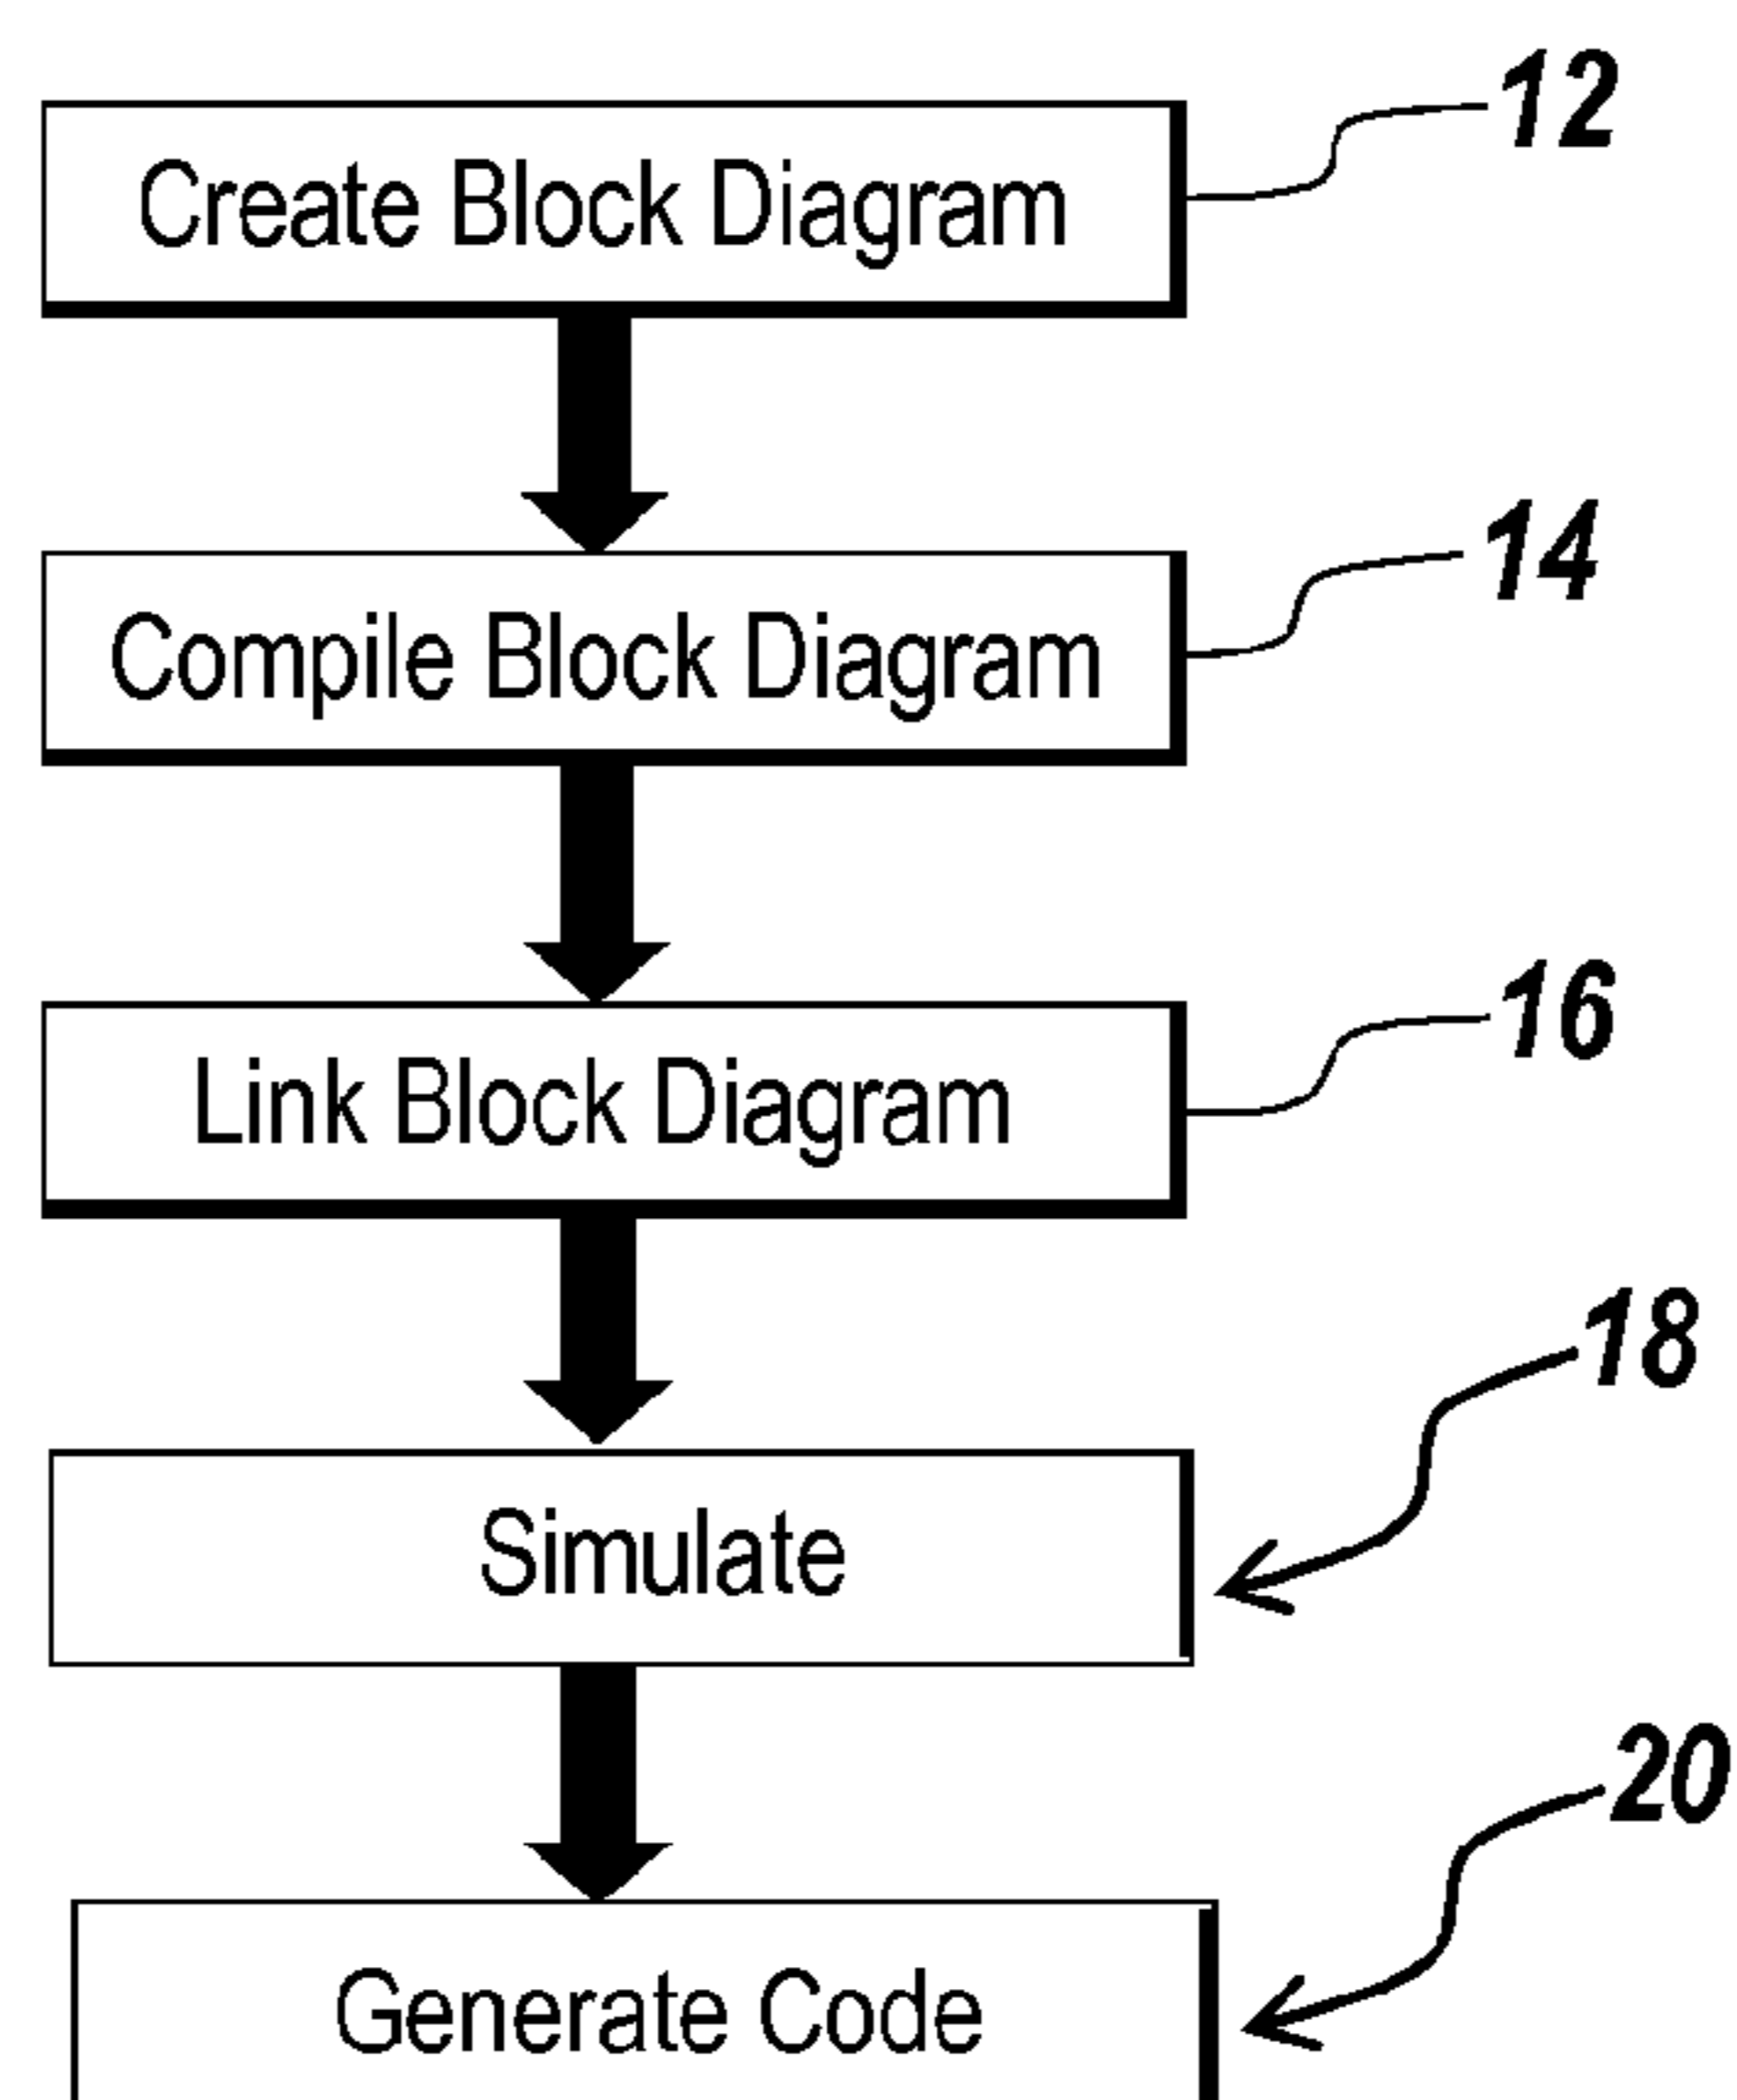 12
Create Block Diagram
14
Compile Block Diagram
16
Link Block Diagram
18
Simulate
20
Generate Code